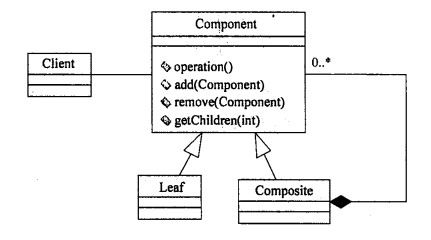 Component
Client
operation()
add(Component)
remove(Component)
getChildren(int)
0..*
Leaf
Composite